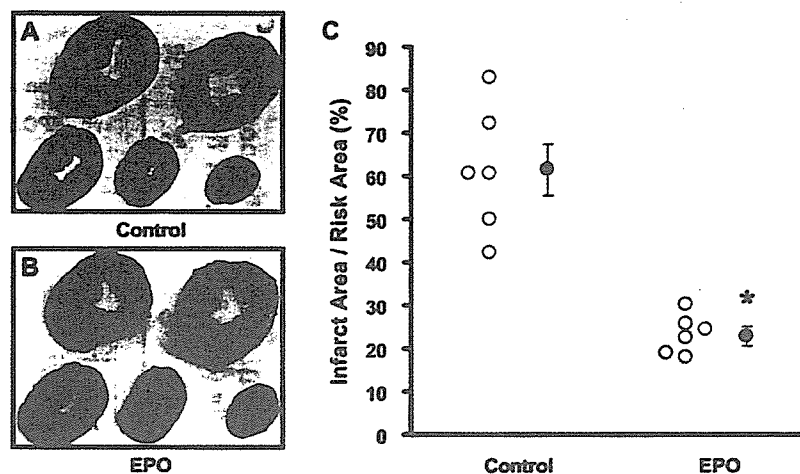 A
Control
B
EPO
C
Infarct Area / Risk Area (%)
90
80
70
60
50
40
30
20
10
0
*
Control
EPO